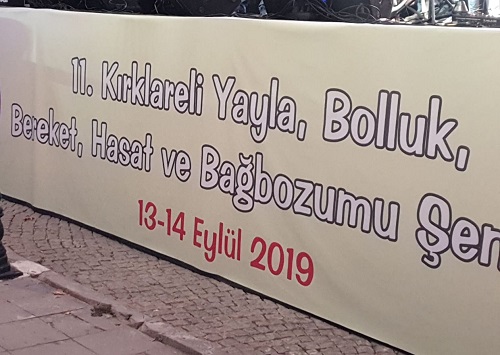 11. Kırklareli Yayla, Bolluk,
Bereket, Hasat ve Bağbozumu Şen
13-14 Eylül 2019